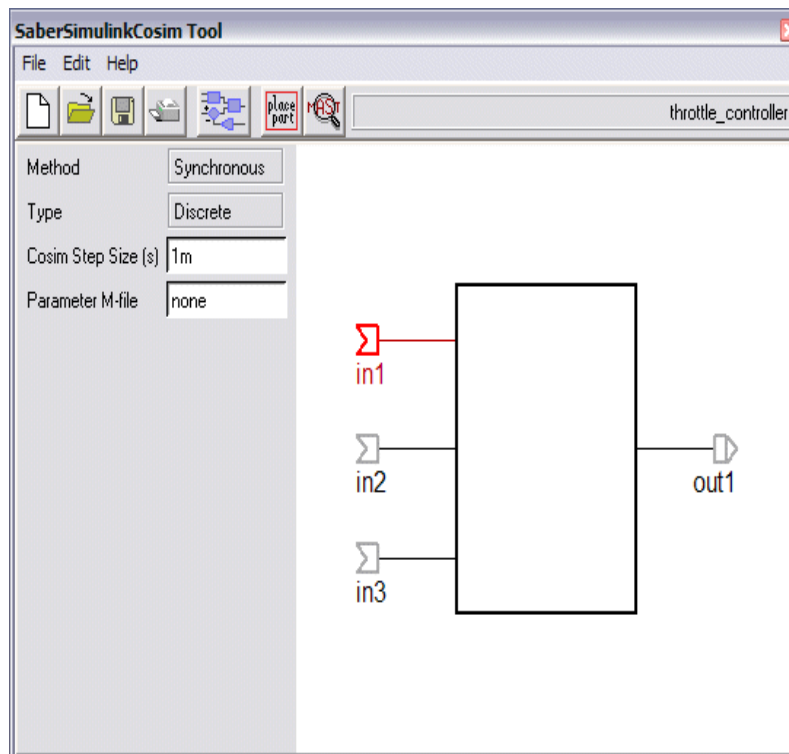 SaberSimulinkCosim Tool
File Edit Help
place part MAST throttle_controller
Method Synchronous
Type Discrete
Cosim Step Size (s) 1m
Parameter M-file none
in1
in2
out1
in3